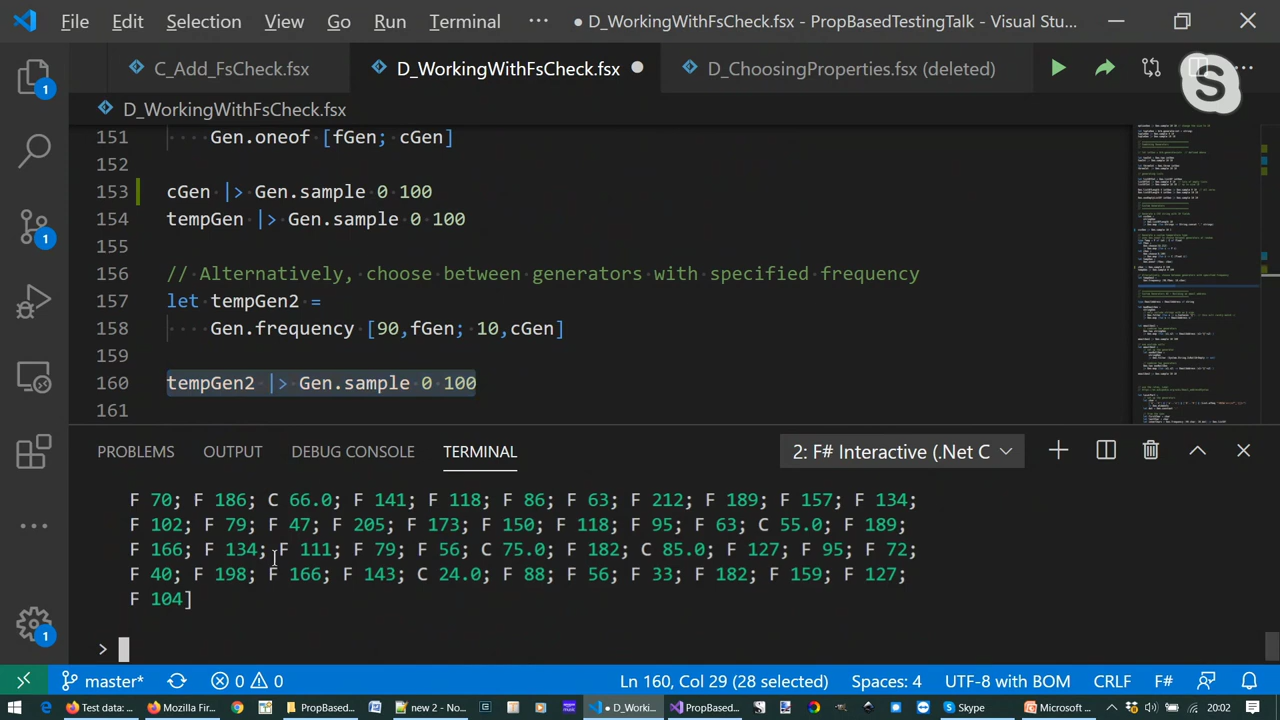 File Edit Selection View Go Run Terminal ··· ● D_WorkingWithFsCheck.fsx - PropBasedTestingTalk - Visual Stu...
C_Add_FsCheck.fsx D_WorkingWithFsCheck.fsx ● D_ChoosingProperties.fsx (deleted)
D_WorkingWithFsCheck.fsx
151 ····Gen.oneof [fGen; cGen]
152
153 cGen |> Gen.sample 0 100
154 tempGen |> Gen.sample 0 100
155
156 // Alternatively, choose between generators with specified frequency
157 let tempGen2 =
158 ····Gen.frequency [90,fGen; 10,cGen]
159
160 tempGen2 |> Gen.sample 0 100
161
PROBLEMS OUTPUT DEBUG CONSOLE TERMINAL 2: F# Interactive (.Net C
F 70; F 186; C 66.0; F 141; F 118; F 86; F 63; F 212; F 189; F 157; F 134;
F 102; F 79; F 47; F 205; F 173; F 150; F 118; F 95; F 63; C 55.0; F 189;
F 166; F 134; F 111; F 79; F 56; C 75.0; F 182; C 85.0; F 127; F 95; F 72;
F 40; F 198; F 166; F 143; C 24.0; F 88; F 56; F 33; F 182; F 159; F 127;
F 104]
>
master* 0 0 Ln 160, Col 29 (28 selected) Spaces: 4 UTF-8 with BOM CRLF F#
Test data: ... Mozilla Fir... PropBas... new 2 - No... D_Worki... PropBas... Skype Microsoft ... 20:02